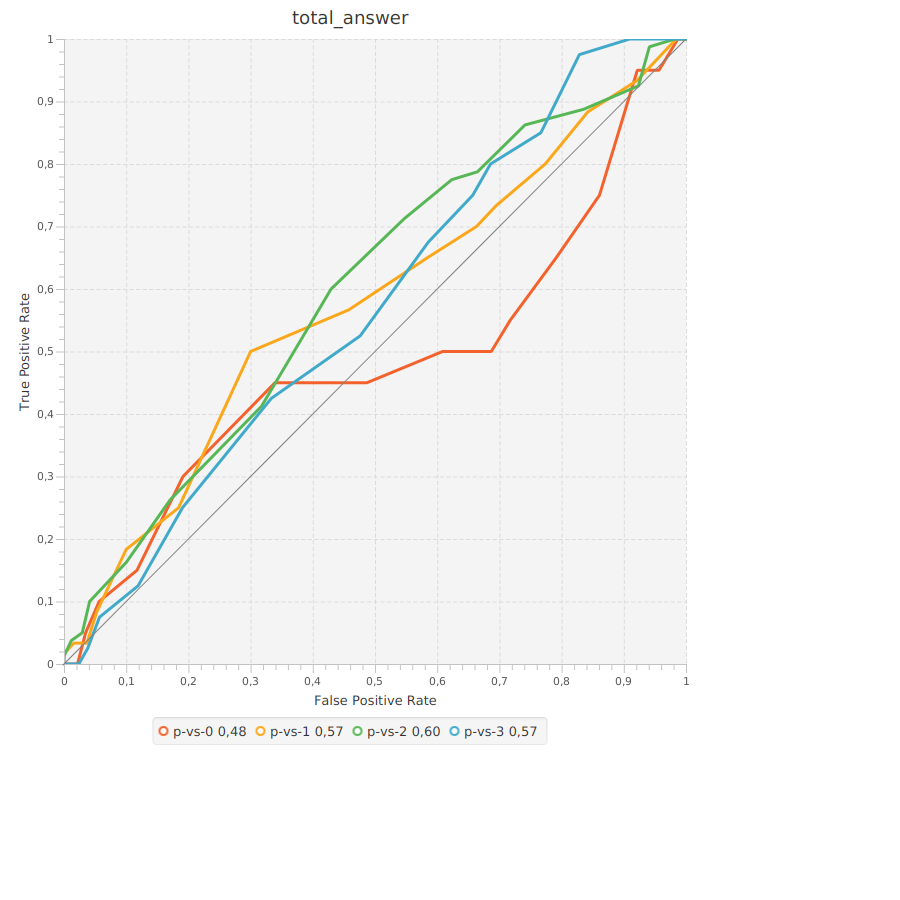 total_answer
1
0,9
0,8
0,7
0,6
0,5
0,4
0,3
0,2
0,1
0
True Positive Rate
0 0,1 0,2 0,3 0,4 0,5 0,6 0,7 0,8 0,9 1
False Positive Rate
p-vs-0 0,48 p-vs-1 0,57 p-vs-2 0,60 p-vs-3 0,57